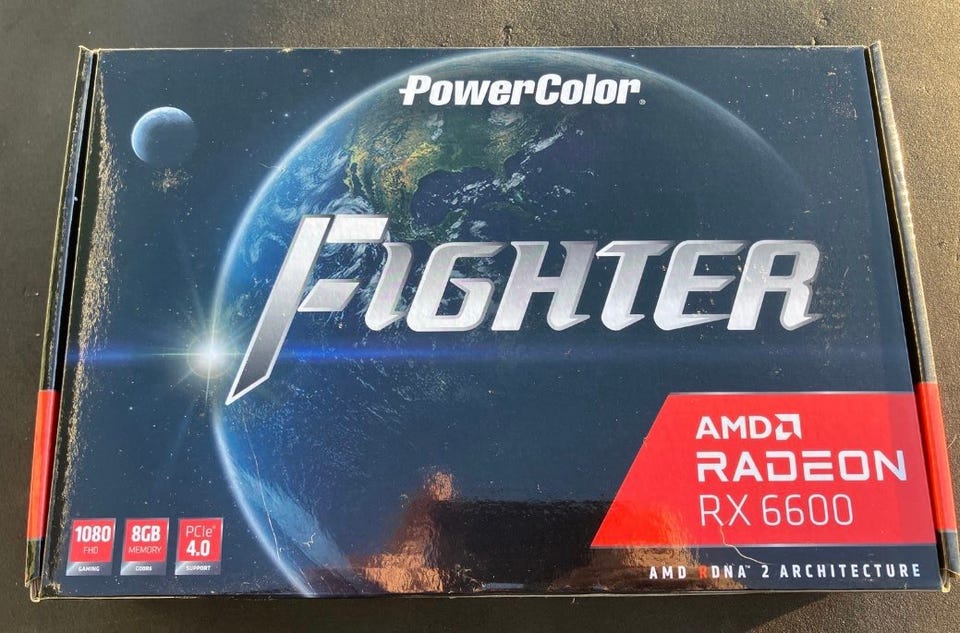 PowerColor
FIGHTER
AMD
RADEON
RX 6600
1080
FHD
GAMING
8GB
MEMORY
GDDR6
PCIe®
4.0
SUPPORT
AMD RDNA™ 2 ARCHITECTURE